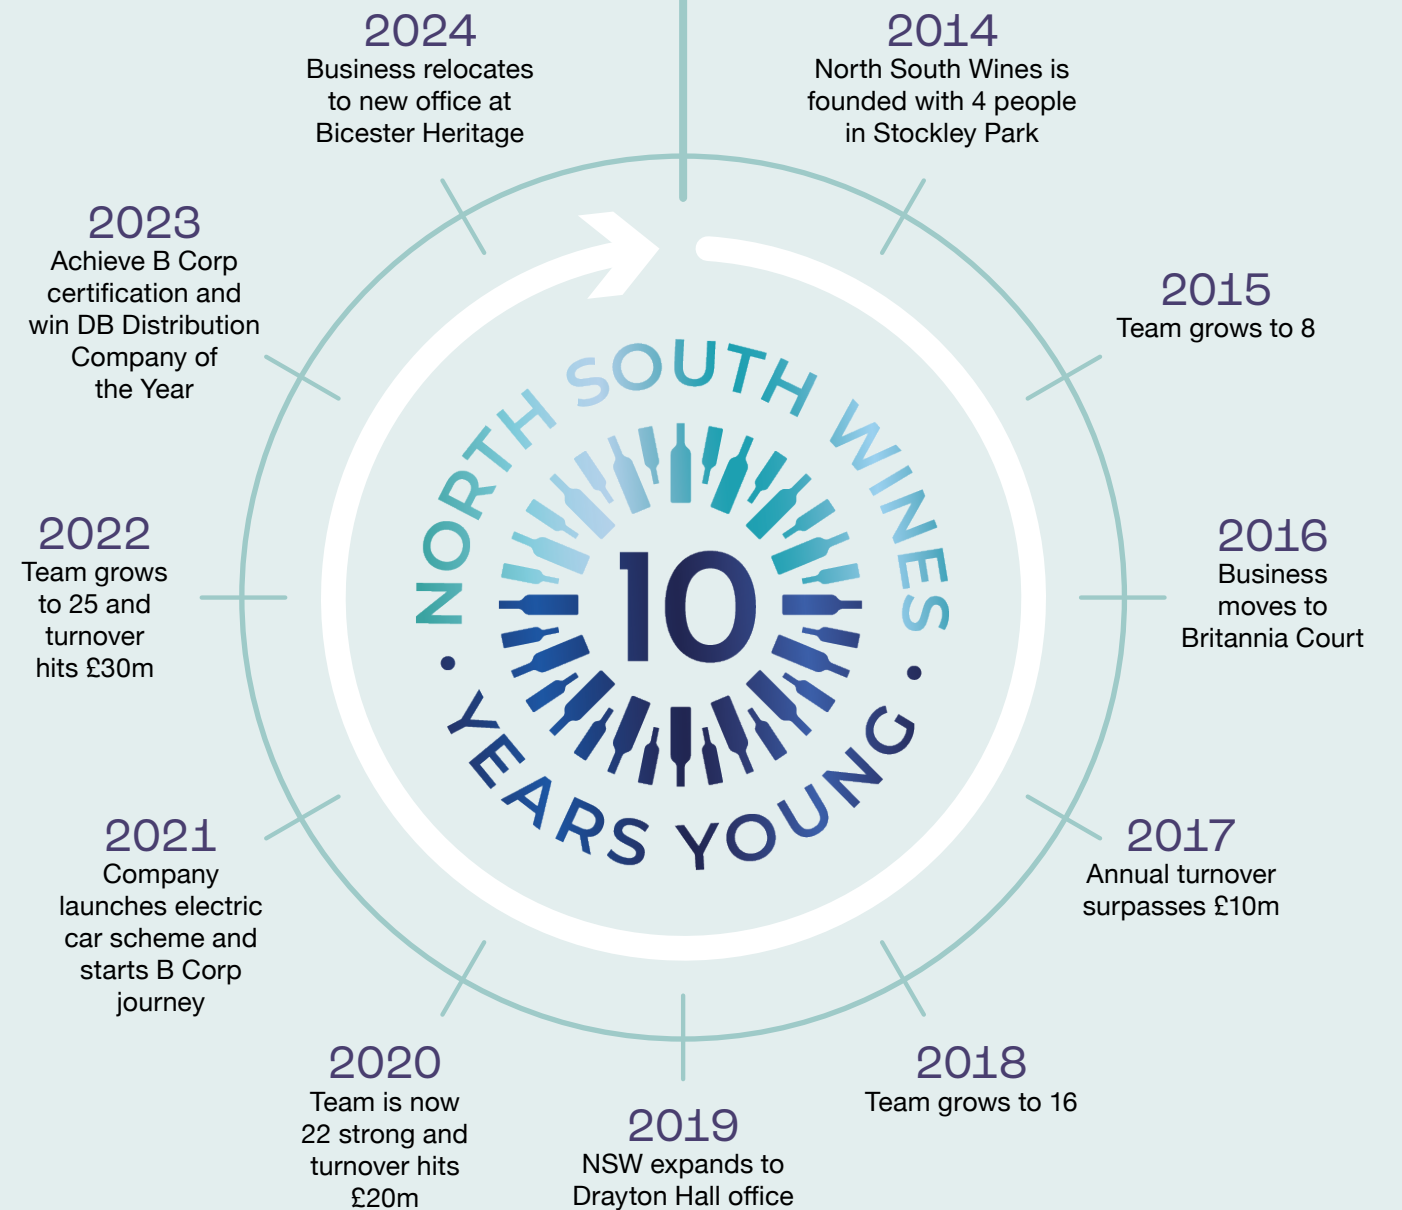 2014
North South Wines is
founded with 4 people
in Stockley Park
2015
Team grows to 8
2016
Business
moves to
Britannia Court
2017
Annual turnover
surpasses £10m
2018
Team grows to 16
2019
NSW expands to
Drayton Hall office
2020
Team is now
22 strong and
turnover hits
£20m
2021
Company
launches electric
car scheme and
starts B Corp
journey
2022
Team grows
to 25 and
turnover
hits £30m
2023
Achieve B Corp
certification and
win DB Distribution
Company of
the Year
2024
Business relocates
to new office at
Bicester Heritage
NORTH SOUTH WINES
10
• YEARS YOUNG •